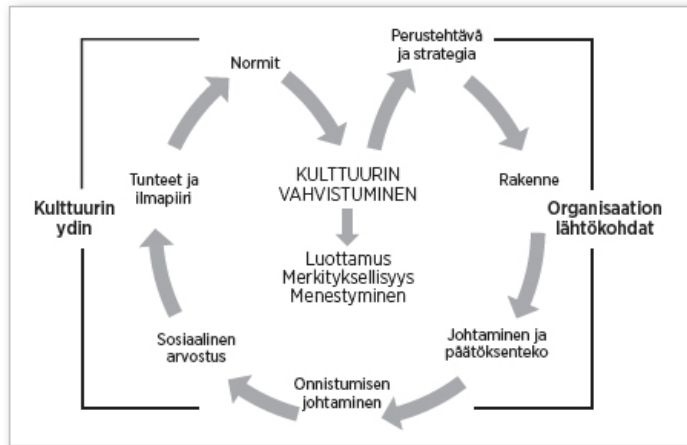 Perustehtävä
ja strategia
Normit
KULTTUURIN
VAHVISTUMINEN
Tunteet ja
ilmapiiri
Rakenne
Kulttuurin
ydin
Organisaation
lähtökohdat
Luottamus
Merkityksellisyys
Menestyminen
Sosiaalinen
arvostus
Johtaminen ja
päätöksenteko
Onnistumisen
johtaminen